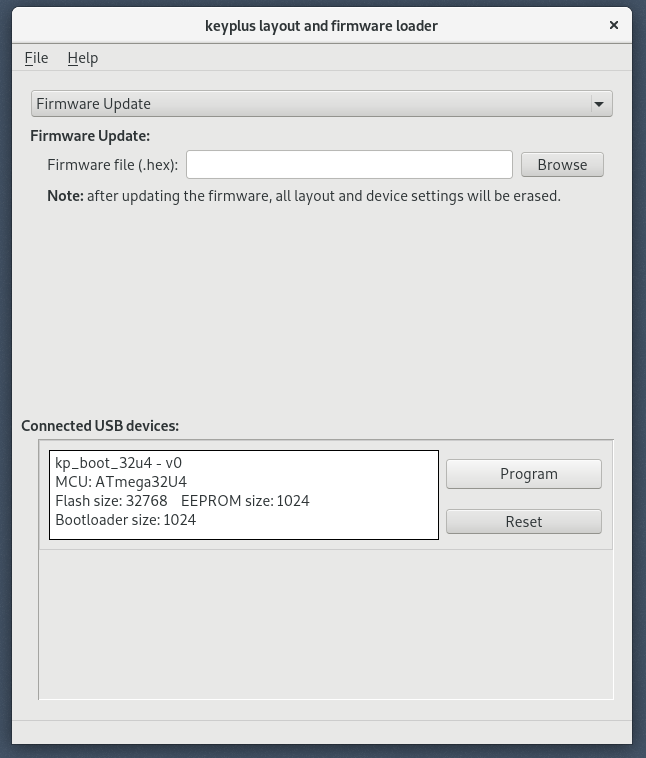 keyplus layout and firmware loader
File Help
Firmware Update
Firmware Update:
Firmware file (.hex): Browse
Note: after updating the firmware, all layout and device settings will be erased.
Connected USB devices:
kp_boot_32u4 - v0
MCU: ATmega32U4
Flash size: 32768 EEPROM size: 1024
Bootloader size: 1024
Program
Reset